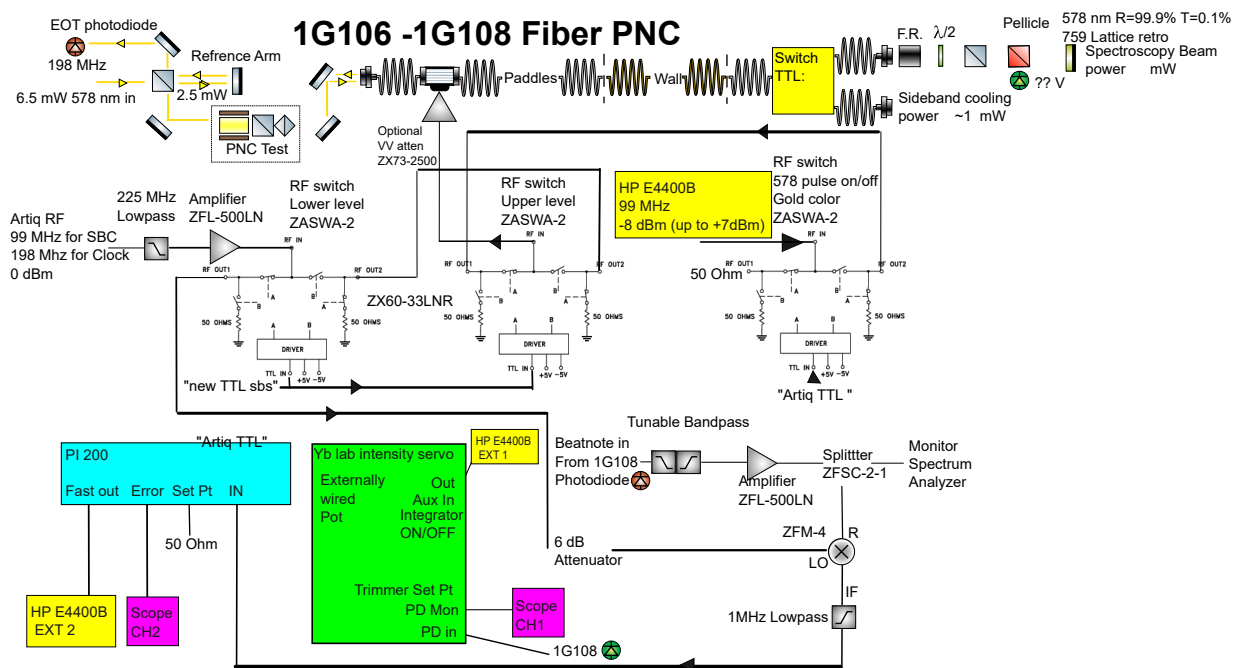 1G106 -1G108 Fiber PNC
EOT photodiode
198 MHz
Refrence Arm
6.5 mW 578 nm in
2.5 mW
PNC Test
Paddles
Wall
Switch
TTL:
F.R.
λ/2
Pellicle
578 nm R=99.9% T=0.1%
759 Lattice retro
Spectroscopy Beam
power mW
?? V
Sideband cooling
power ~1 mW
Optional
VV atten
ZX73-2500
Artiq RF
99 MHz for SBC
198 MHz for Clock
0 dBm
225 MHz
Lowpass
Amplifier
ZFL-500LN
RF switch
Lower level
ZASWA-2
RF IN
RF OUT1
RF OUT2
A
B
A
B
50 OHMS
50 OHMS
A
B
DRIVER
TTL IN
+5V
-5V
ZX60-33LNR
RF switch
Upper level
ZASWA-2
RF IN
RF OUT1
RF OUT2
A
B
A
B
50 OHMS
50 OHMS
A
B
DRIVER
TTL IN
+5V
-5V
"new TTL sbs"
HP E4400B
99 MHz
-8 dBm (up to +7dBm)
RF switch
578 pulse on/off
Gold color
ZASWA-2
RF IN
50 Ohm
RF OUT1
RF OUT2
A
B
A
B
50 OHMS
50 OHMS
A
B
DRIVER
TTL IN
+5V
-5V
"Artiq TTL "
"Artiq TTL"
PI 200
Fast out
Error
Set Pt
IN
50 Ohm
HP E4400B
EXT 2
Scope
CH2
Yb lab intensity servo
Externally
wired
Pot
Out
Aux In
Integrator
ON/OFF
Trimmer Set Pt
PD Mon
PD in
HP E4400B
EXT 1
Scope
CH1
1G108
Tunable Bandpass
Beatnote in
From 1G108
Photodiode
Amplifier
ZFL-500LN
Splittter
ZFSC-2-1
Monitor
Spectrum
Analyzer
6 dB
Attenuator
ZFM-4
R
LO
IF
1MHz Lowpass